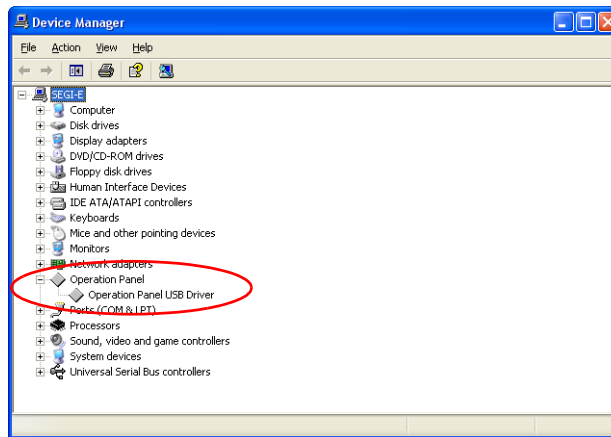 Device Manager
File Action View Help
SEGI-E
Computer
Disk drives
Display adapters
DVD/CD-ROM drives
Floppy disk drives
Human Interface Devices
IDE ATA/ATAPI controllers
Keyboards
Mice and other pointing devices
Monitors
Network adapters
Operation Panel
Operation Panel USB Driver
Ports (COM & LPT)
Processors
Sound, video and game controllers
System devices
Universal Serial Bus controllers